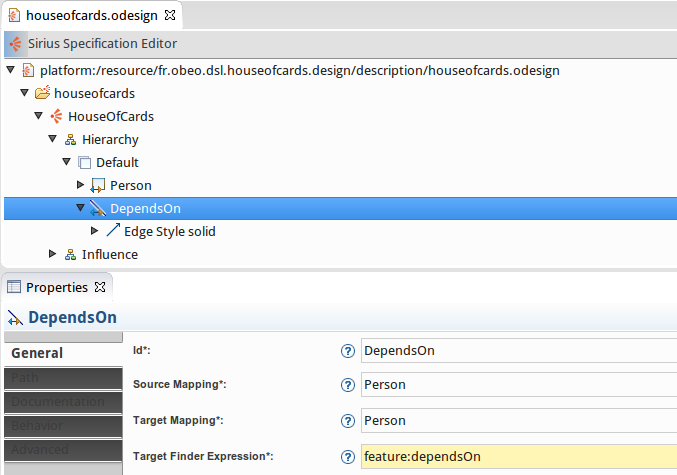 houseofcards.odesign
Sirius Specification Editor
platform:/resource/fr.obeo.dsl.houseofcards.design/description/houseofcards.odesign
houseofcards
HouseOfCards
Hierarchy
Default
Person
DependsOn
Edge Style solid
Influence
Properties
DependsOn
General
Path
Documentation
Behavior
Advanced
Id*: ? DependsOn
Source Mapping*: ? Person
Target Mapping*: ? Person
Target Finder Expression*: ? feature:dependsOn